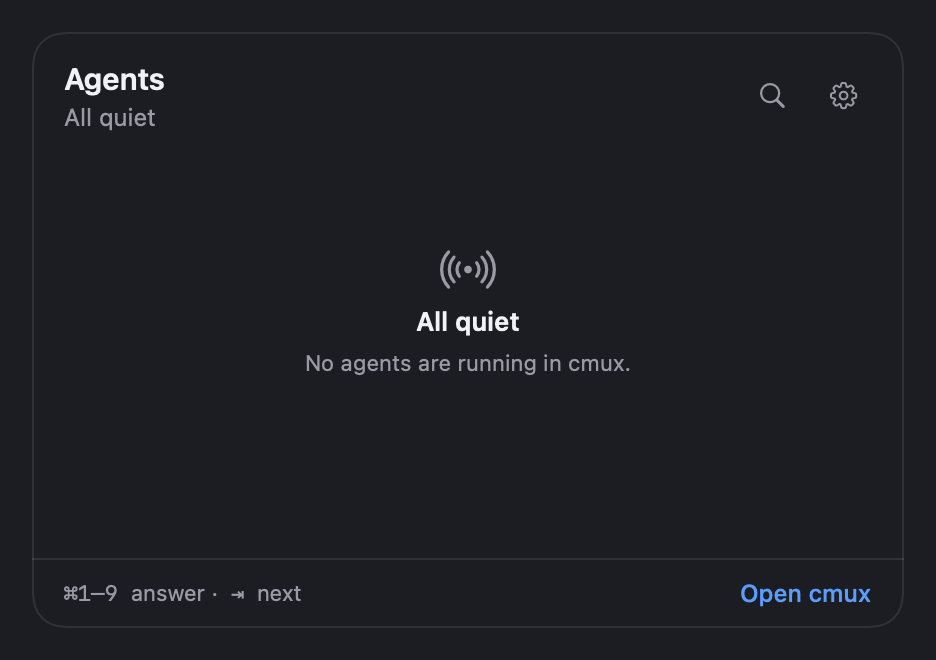 Agents
All quiet
All quiet
No agents are running in cmux.
⌘1–9 answer · ⇥ next
Open cmux